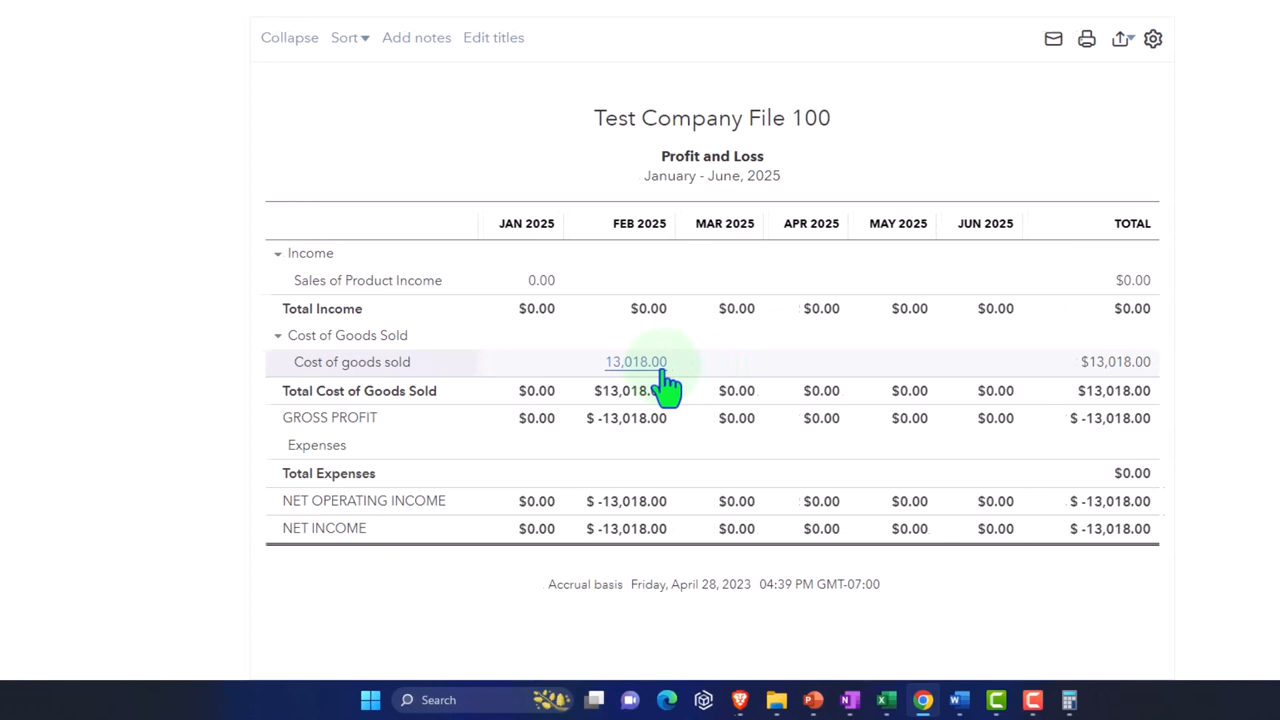 Collapse Sort Add notes Edit titles
Test Company File 100
Profit and Loss
January - June, 2025
JAN 2025 FEB 2025 MAR 2025 APR 2025 MAY 2025 JUN 2025 TOTAL
Income
Sales of Product Income 0.00 $0.00
Total Income $0.00 $0.00 $0.00 $0.00 $0.00 $0.00 $0.00
Cost of Goods Sold
Cost of goods sold 13,018.00 $13,018.00
Total Cost of Goods Sold $0.00 $13,018. $0.00 $0.00 $0.00 $0.00 $13,018.00
GROSS PROFIT $0.00 $ -13,018.00 $0.00 $0.00 $0.00 $0.00 $ -13,018.00
Expenses
Total Expenses $0.00
NET OPERATING INCOME $0.00 $ -13,018.00 $0.00 $0.00 $0.00 $0.00 $ -13,018.00
NET INCOME $0.00 $ -13,018.00 $0.00 $0.00 $0.00 $0.00 $ -13,018.00
Accrual basis Friday, April 28, 2023 04:39 PM GMT-07:00
Search